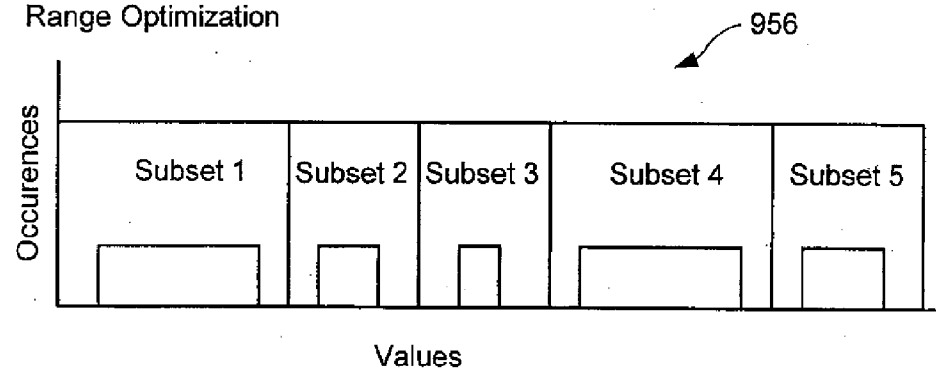 Range Optimization
956
Occurences
Subset 1
Subset 2
Subset 3
Subset 4
Subset 5
Values